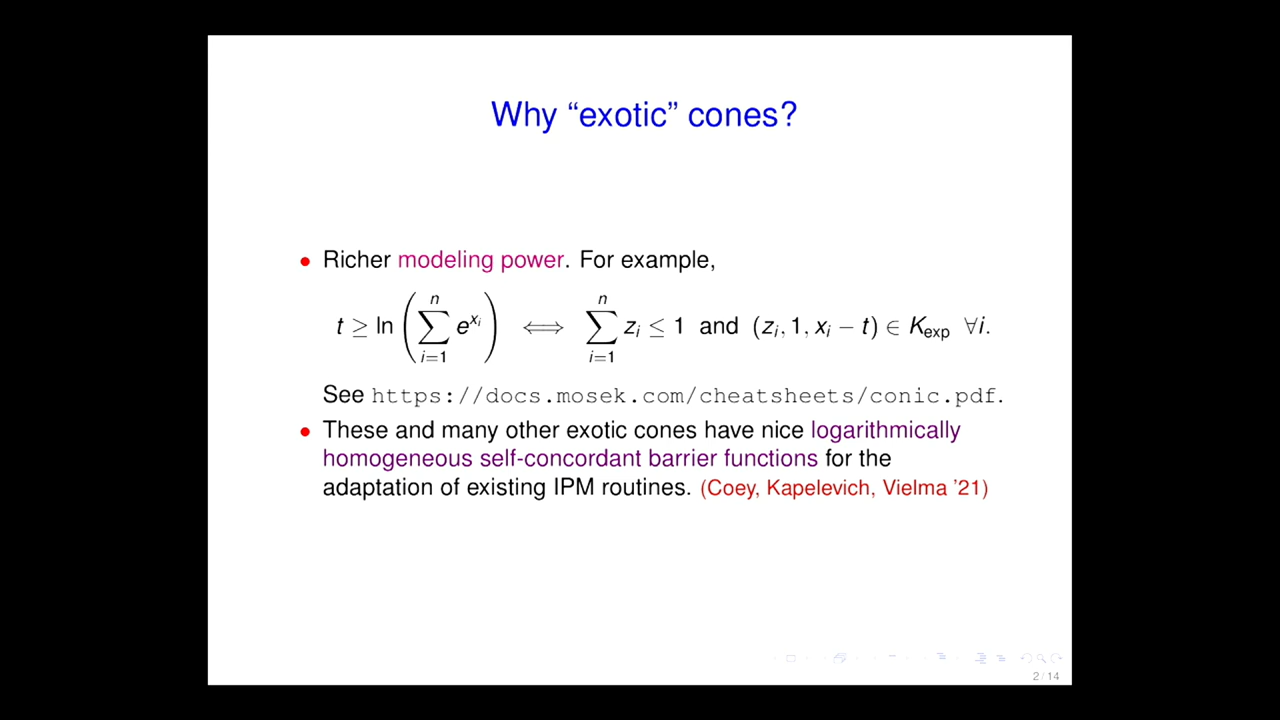 Why “exotic” cones?
• Richer modeling power. For example,
t ≥ ln(∑_{i=1}^{n} e^{x_i}) ⟺ ∑_{i=1}^{n} z_i ≤ 1 and (z_i, 1, x_i − t) ∈ K_exp ∀i.
See https://docs.mosek.com/cheatsheets/conic.pdf.
• These and many other exotic cones have nice logarithmically
homogeneous self-concordant barrier functions for the
adaptation of existing IPM routines. (Coey, Kapelevich, Vielma ’21)
2 / 14